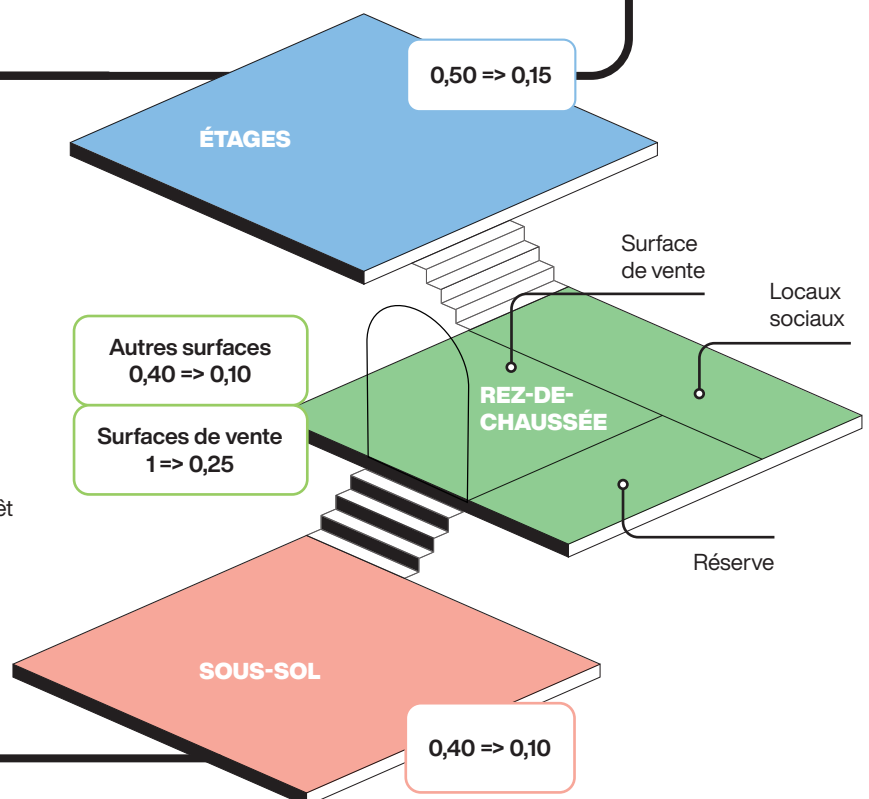 0,50 => 0,15
ÉTAGES
Surface
de vente
Locaux
sociaux
Autres surfaces
0,40 => 0,10
Surfaces de vente
1 => 0,25
REZ-DE-
CHAUSSÉE
Réserve
SOUS-SOL
0,40 => 0,10